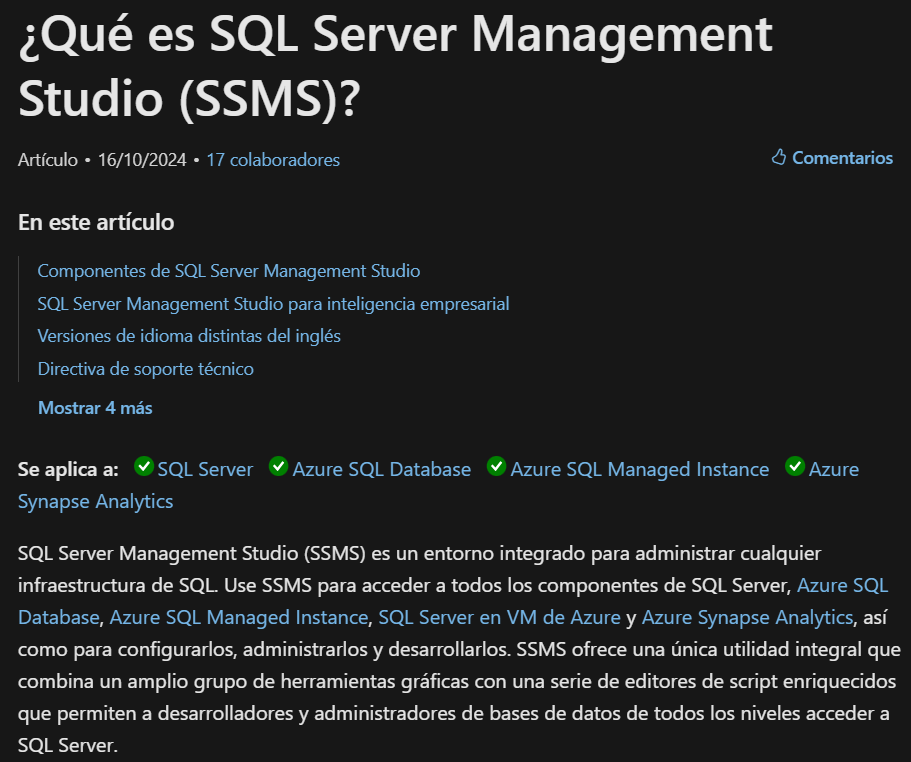 ¿Qué es SQL Server Management
Studio (SSMS)?
Artículo • 16/10/2024 • 17 colaboradores
Comentarios
En este artículo
Componentes de SQL Server Management Studio
SQL Server Management Studio para inteligencia empresarial
Versiones de idioma distintas del inglés
Directiva de soporte técnico
Mostrar 4 más
Se aplica a: SQL Server Azure SQL Database Azure SQL Managed Instance Azure
Synapse Analytics
SQL Server Management Studio (SSMS) es un entorno integrado para administrar cualquier
infraestructura de SQL. Use SSMS para acceder a todos los componentes de SQL Server, Azure SQL
Database, Azure SQL Managed Instance, SQL Server en VM de Azure y Azure Synapse Analytics, así
como para configurarlos, administrarlos y desarrollarlos. SSMS ofrece una única utilidad integral que
combina un amplio grupo de herramientas gráficas con una serie de editores de script enriquecidos
que permiten a desarrolladores y administradores de bases de datos de todos los niveles acceder a
SQL Server.